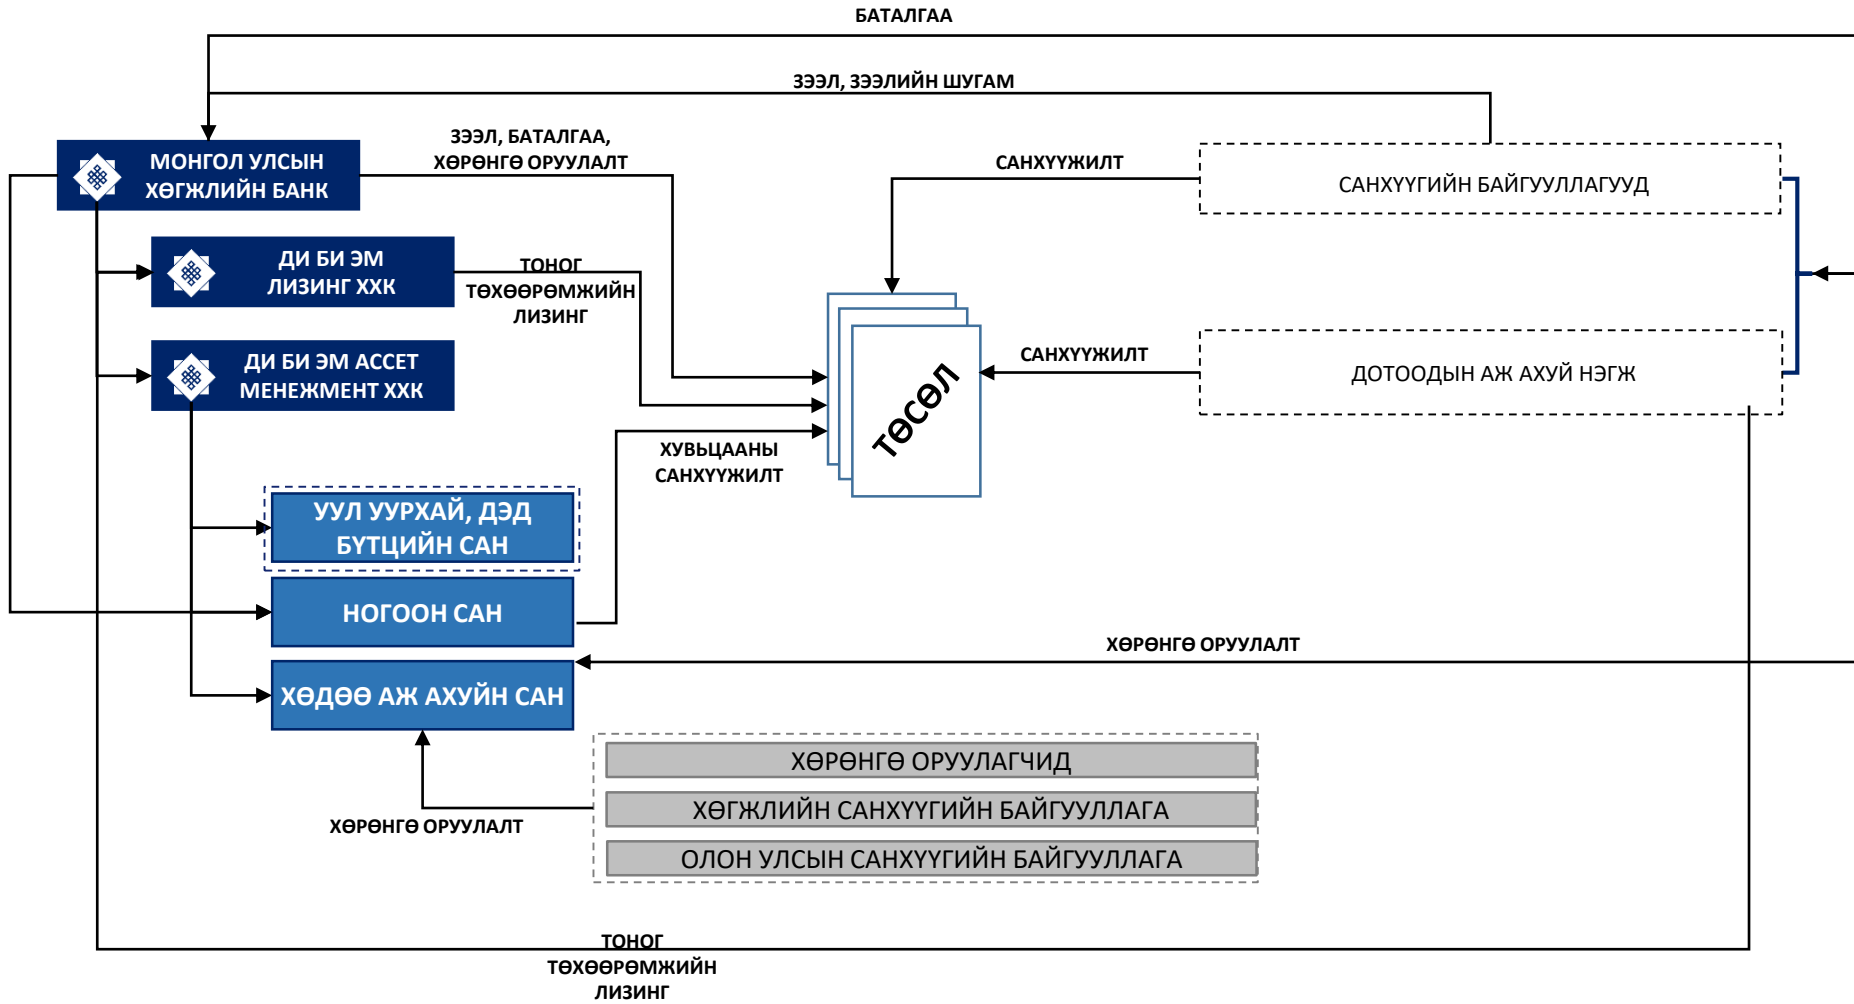 БАТАЛГАА
ЗЭЭЛ, ЗЭЭЛИЙН ШУГАМ
ЗЭЭЛ, БАТАЛГАА,
ХӨРӨНГӨ ОРУУЛАЛТ
МОНГОЛ УЛСЫН
ХӨГЖЛИЙН БАНК
САНХҮҮЖИЛТ
САНХҮҮГИЙН БАЙГУУЛЛАГУУД
ДИ БИ ЭМ
ЛИЗИНГ ХХК
ТОНОГ
ТӨХӨӨРӨМЖИЙН
ЛИЗИНГ
ДИ БИ ЭМ АССЕТ
МЕНЕЖМЕНТ ХХК
САНХҮҮЖИЛТ
ДОТООДЫН АЖ АХУЙ НЭГЖ
ТӨСӨЛ
ХУВЬЦААНЫ
САНХҮҮЖИЛТ
УУЛ УУРХАЙ, ДЭД
БҮТЦИЙН САН
НОГООН САН
ХӨРӨНГӨ ОРУУЛАЛТ
ХӨДӨӨ АЖ АХУЙН САН
ХӨРӨНГӨ ОРУУЛАГЧИД
ХӨГЖЛИЙН САНХҮҮГИЙН БАЙГУУЛЛАГА
ХӨРӨНГӨ ОРУУЛАЛТ
ОЛОН УЛСЫН САНХҮҮГИЙН БАЙГУУЛЛАГА
ТОНОГ
ТӨХӨӨРӨМЖИЙН
ЛИЗИНГ